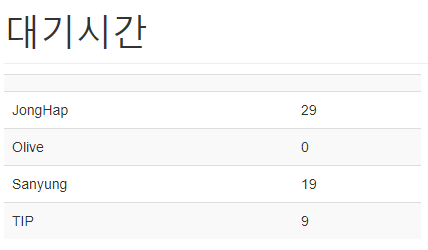 대기시간
JongHap 29
Olive 0
Sanyung 19
TIP 9